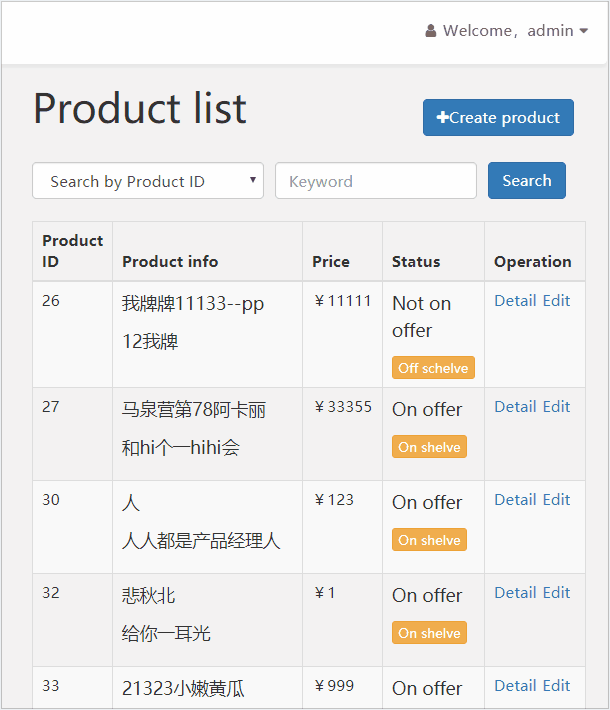 Welcome，admin
Product list
Create product
Search by Product ID
Keyword
Search
Product ID
Product info
Price
Status
Operation
26
我牌牌11133--pp
12我牌
￥11111
Not on offer
Off schelve
Detail Edit
27
马泉营第78阿卡丽
和hi个一hihi会
￥33355
On offer
On shelve
Detail Edit
30
人
人人都是产品经理人
￥123
On offer
On shelve
Detail Edit
32
悲秋北
给你一耳光
￥1
On offer
On shelve
Detail Edit
33
21323小嫩黄瓜
￥999
On offer
Detail Edit